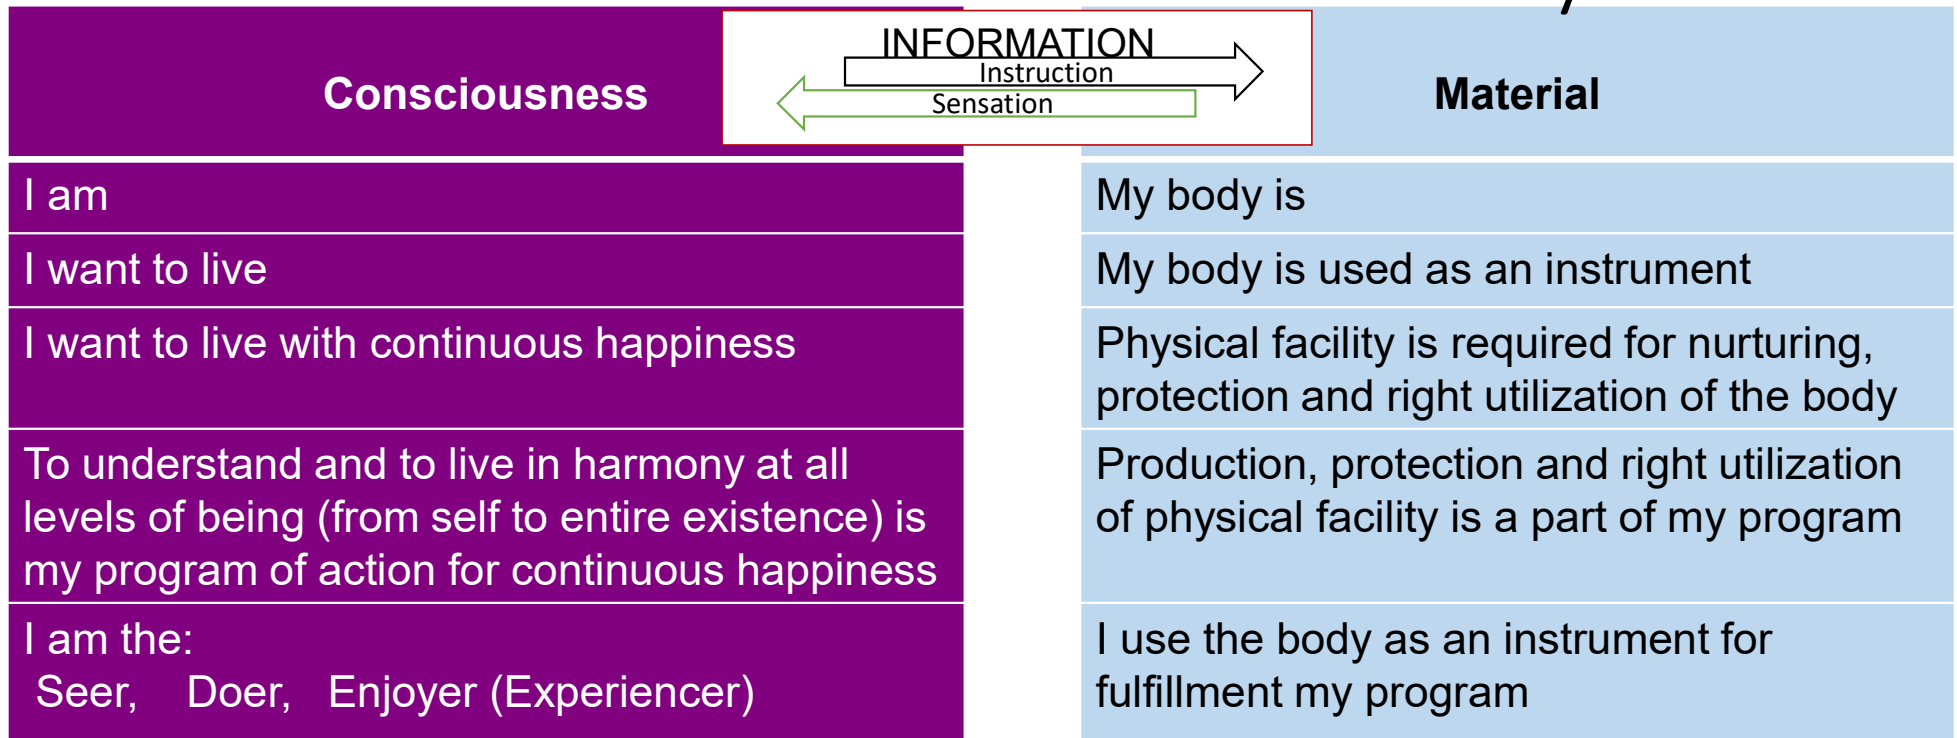 INFORMATION
Instruction
Sensation
Consciousness
Material
I am
My body is
I want to live
My body is used as an instrument
I want to live with continuous happiness
Physical facility is required for nurturing,
protection and right utilization of the body
To understand and to live in harmony at all
levels of being (from self to entire existence) is
my program of action for continuous happiness
Production, protection and right utilization
of physical facility is a part of my program
I am the:
Seer, Doer, Enjoyer (Experiencer)
I use the body as an instrument for
fulfillment my program